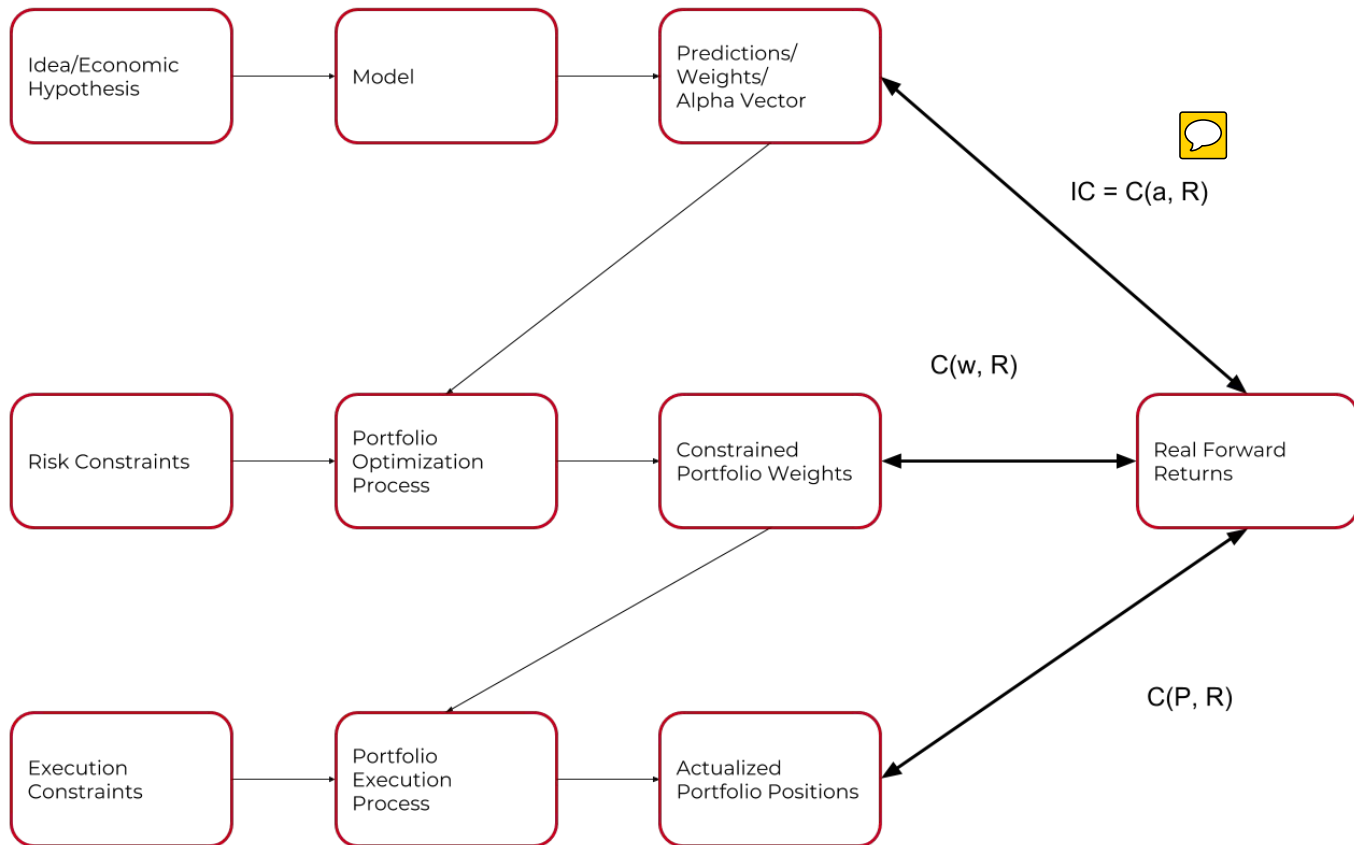 Idea/Economic
Hypothesis
Model
Predictions/
Weights/
Alpha Vector
IC = C(a, R)
C(w, R)
Risk Constraints
Portfolio
Optimization
Process
Constrained
Portfolio Weights
Real Forward
Returns
C(P, R)
Execution
Constraints
Portfolio
Execution
Process
Actualized
Portfolio Positions